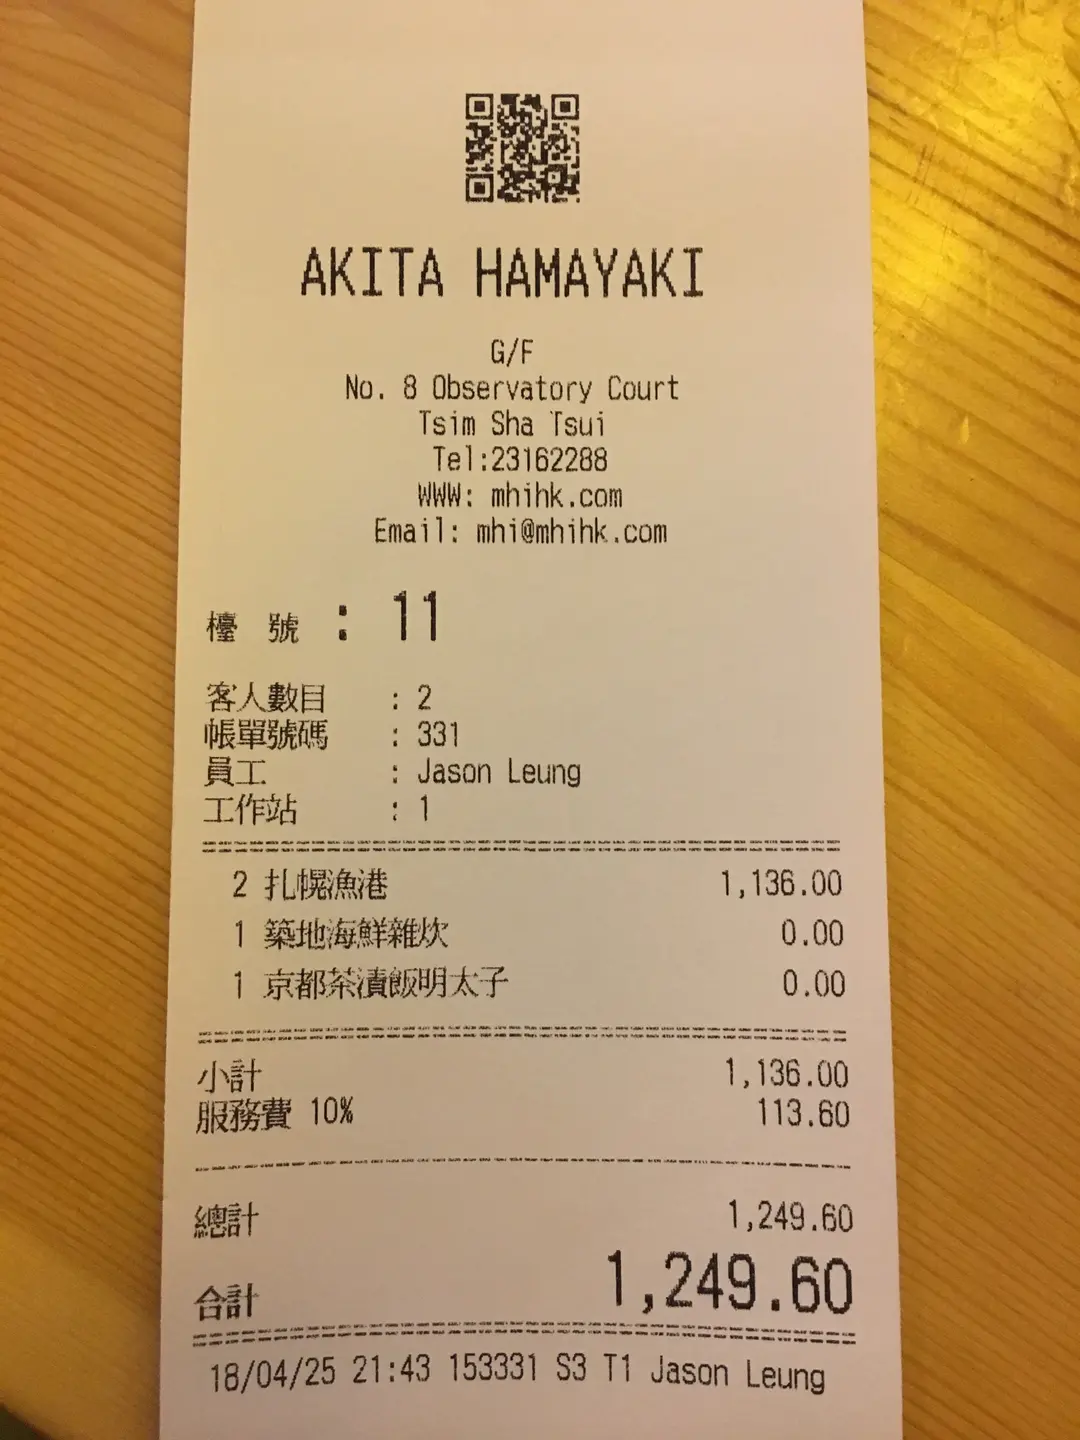 AKITA HAMAYAKI
G/F
No. 8 Observatory Court
Tsim Sha Tsui
Tel:23162288
WWW: mhihk.com
Email: mhi@mhihk.com
檯 號 : 11
客人數目 : 2
帳單號碼 : 331
員工 : Jason Leung
工作站 : 1
2 扎幌漁港 1,136.00
1 築地海鮮雜炊 0.00
1 京都茶漬飯明太子 0.00
小計 1,136.00
服務費 10% 113.60
總計 1,249.60
合計 1,249.60
18/04/25 21:43 153331 S3 T1 Jason Leung